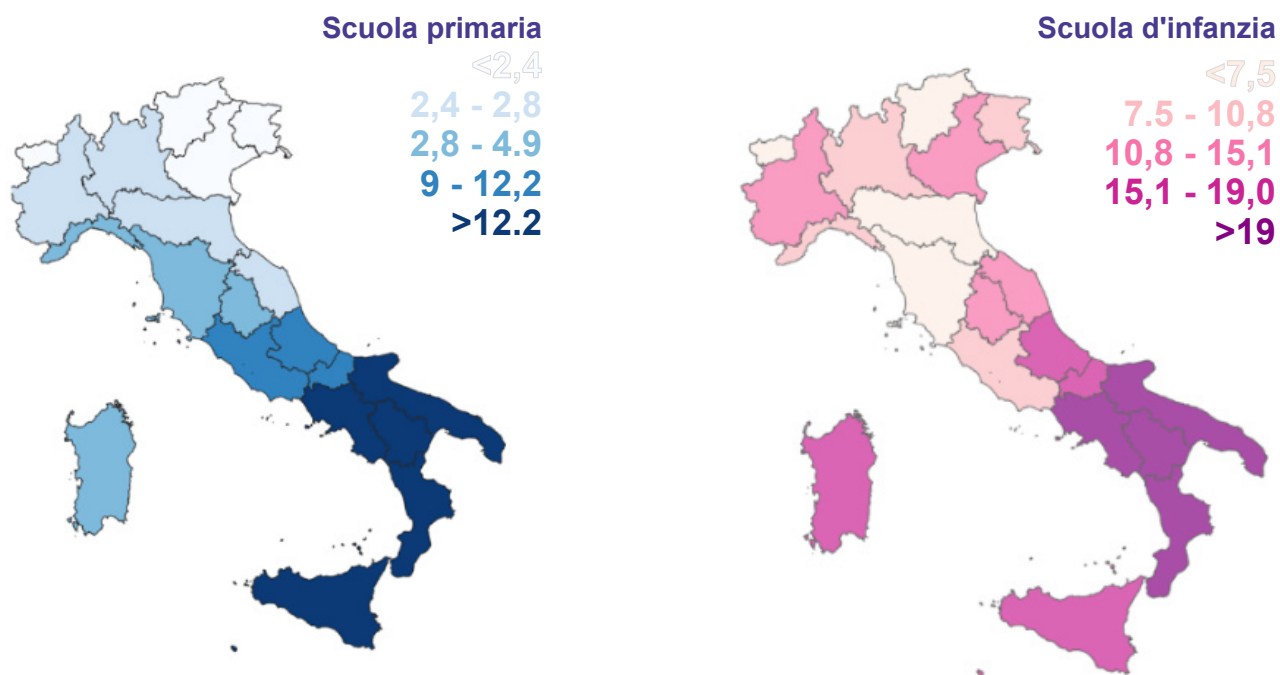 Scuola primaria
<2,4
2,4 - 2,8
2,8 - 4.9
9 - 12,2
>12.2
Scuola d'infanzia
<7,5
7.5 - 10,8
10,8 - 15,1
15,1 - 19,0
>19